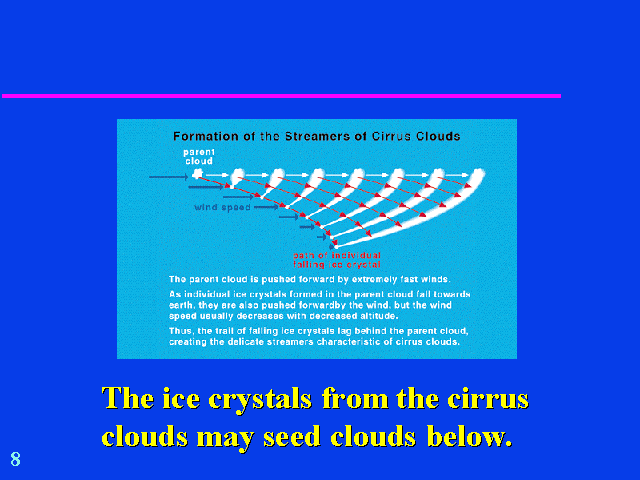 Formation of the Streamers of Cirrus Clouds
parent
cloud
wind speed
path of individual
falling ice crystal
The parent cloud is pushed forward by extremely fast winds.
As individual ice crystals formed in the parent cloud fall towards
earth, they are also pushed forwardby the wind, but the wind
speed usually decreases with decreased altitude.
Thus, the trail of falling ice crystals lag behind the parent cloud,
creating the delicate streamers characteristic of cirrus clouds.
The ice crystals from the cirrus
clouds may seed clouds below.
8